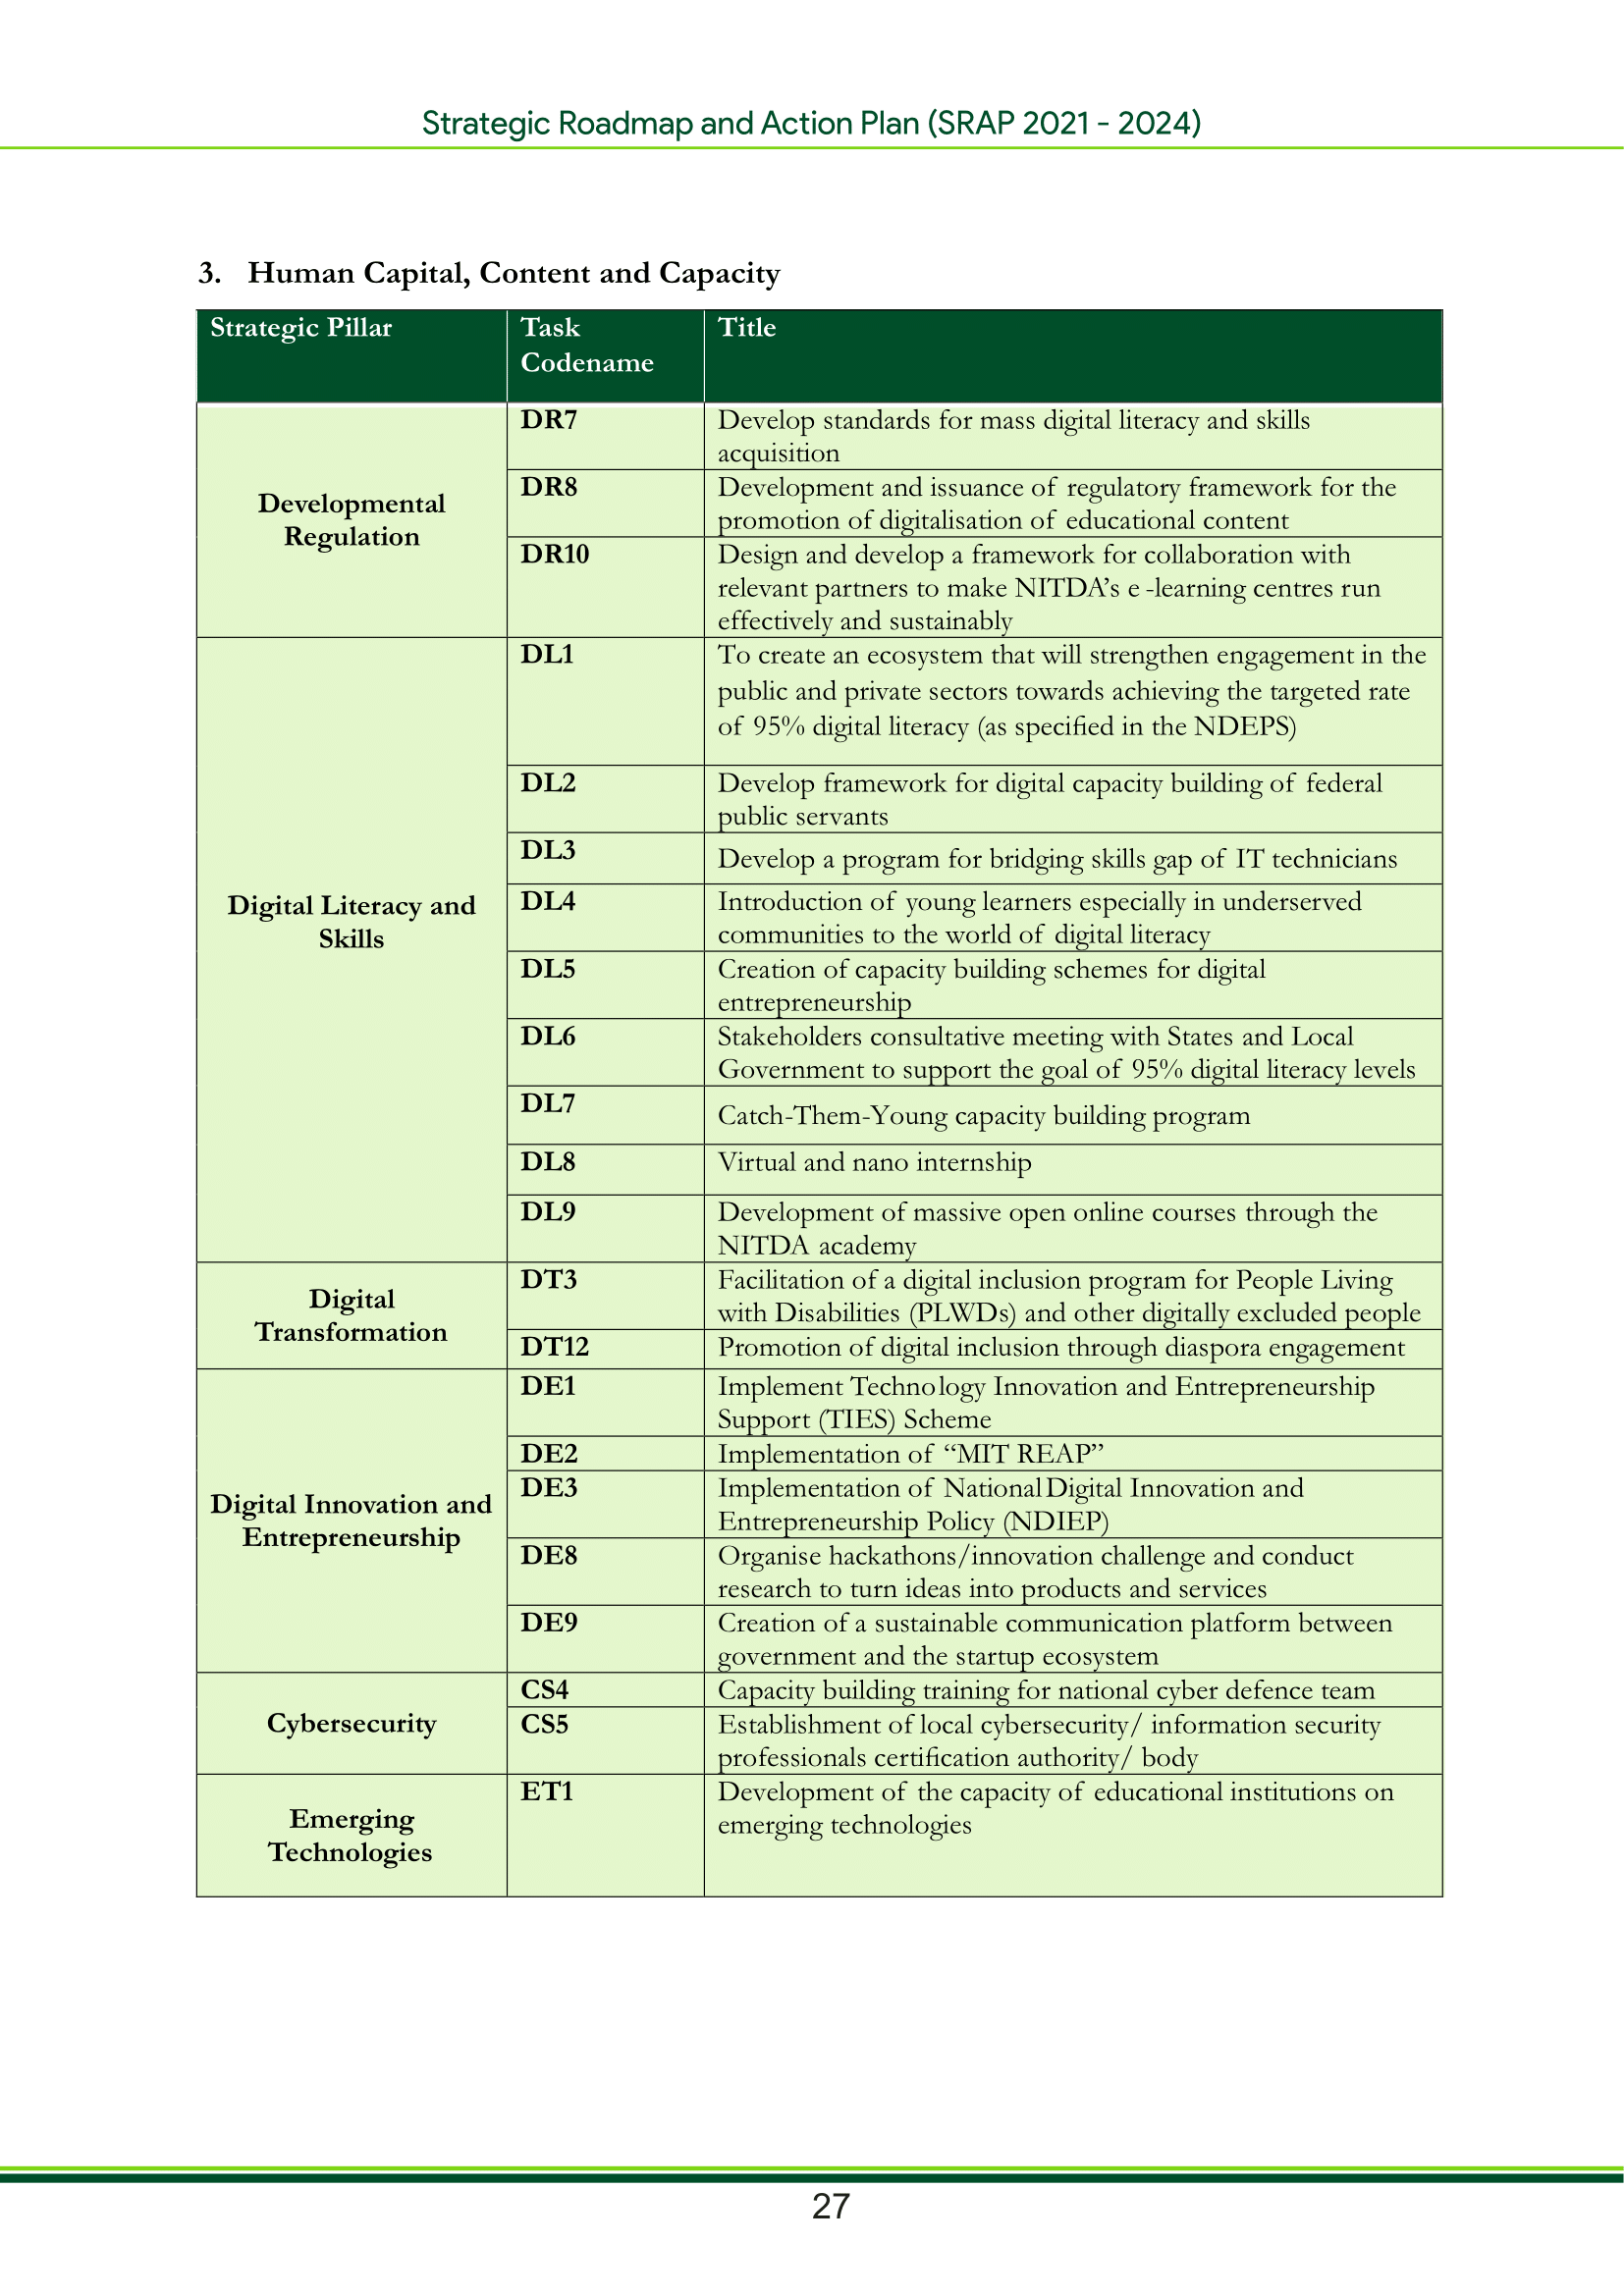 Strategic Roadmap and Action Plan (SRAP 2021 - 2024)
3. Human Capital, Content and Capacity
Strategic Pillar
Task
Codename
Title
Developmental
Regulation
DR7
Develop standards for mass digital literacy and skills
acquisition
DR8
Development and issuance of regulatory framework for the
promotion of digitalisation of educational content
DR10
Design and develop a framework for collaboration with
relevant partners to make NITDA’s e -learning centres run
effectively and sustainably
Digital Literacy and
Skills
DL1
To create an ecosystem that will strengthen engagement in the
public and private sectors towards achieving the targeted rate
of 95% digital literacy (as specified in the NDEPS)
DL2
Develop framework for digital capacity building of federal
public servants
DL3
Develop a program for bridging skills gap of IT technicians
DL4
Introduction of young learners especially in underserved
communities to the world of digital literacy
DL5
Creation of capacity building schemes for digital
entrepreneurship
DL6
Stakeholders consultative meeting with States and Local
Government to support the goal of 95% digital literacy levels
DL7
Catch-Them-Young capacity building program
DL8
Virtual and nano internship
DL9
Development of massive open online courses through the
NITDA academy
Digital
Transformation
DT3
Facilitation of a digital inclusion program for People Living
with Disabilities (PLWDs) and other digitally excluded people
DT12
Promotion of digital inclusion through diaspora engagement
Digital Innovation and
Entrepreneurship
DE1
Implement Technology Innovation and Entrepreneurship
Support (TIES) Scheme
DE2
Implementation of “MIT REAP”
DE3
Implementation of National Digital Innovation and
Entrepreneurship Policy (NDIEP)
DE8
Organise hackathons/innovation challenge and conduct
research to turn ideas into products and services
DE9
Creation of a sustainable communication platform between
government and the startup ecosystem
Cybersecurity
CS4
Capacity building training for national cyber defence team
CS5
Establishment of local cybersecurity/ information security
professionals certification authority/ body
Emerging
Technologies
ET1
Development of the capacity of educational institutions on
emerging technologies
27